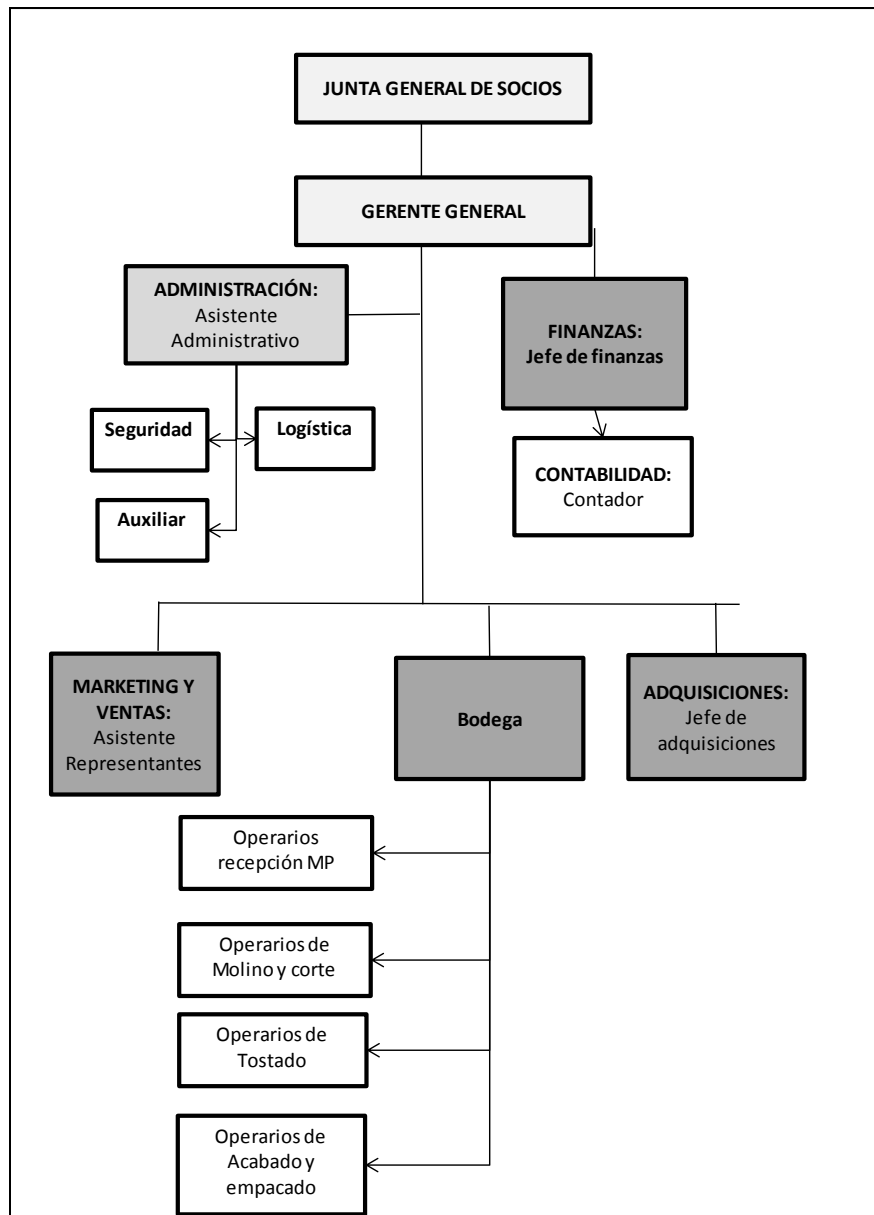 JUNTA GENERAL DE SOCIOS
GERENTE GENERAL
ADMINISTRACIÓN:
Asistente
Administrativo
FINANZAS:
Jefe de finanzas
Seguridad
Logística
CONTABILIDAD:
Contador
Auxiliar
MARKETING Y
VENTAS:
Asistente
Representantes
Bodega
ADQUISICIONES:
Jefe de
adquisiciones
Operarios
recepción MP
Operarios de
Molino y corte
Operarios de
Tostado
Operarios de
Acabado y
empacado